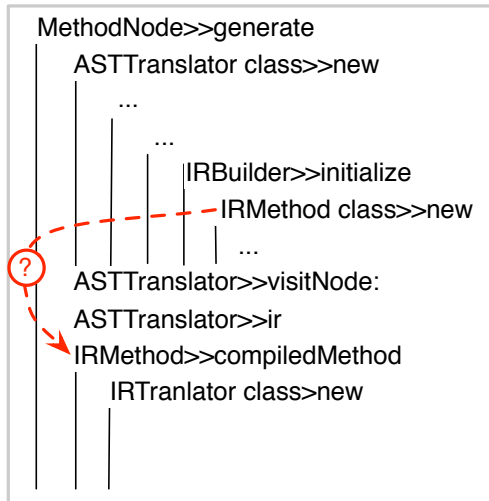 MethodNode>>generate
ASTTranslator class>>new
...
...
IRBuilder>>initialize
IRMethod class>>new
...
?
ASTTranslator>>visitNode:
ASTTranslator>>ir
IRMethod>>compiledMethod
IRTranlator class>new